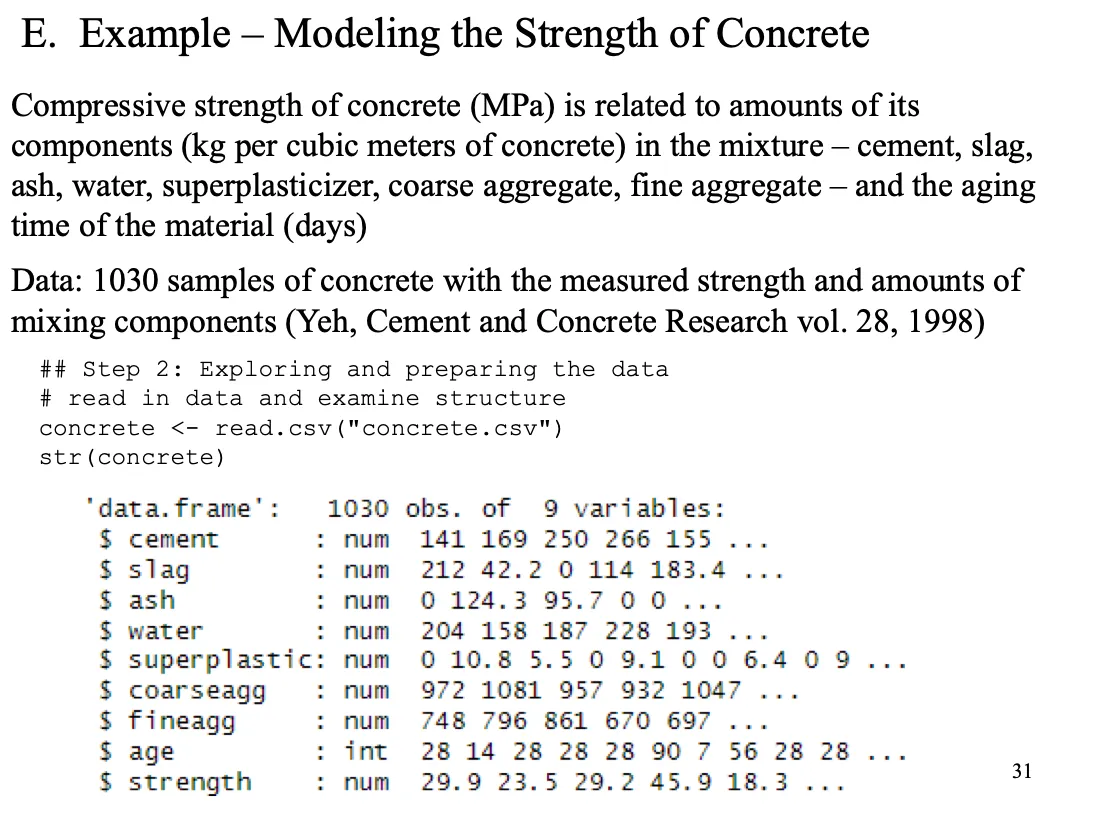 E. Example – Modeling the Strength of Concrete
Compressive strength of concrete (MPa) is related to amounts of its
components (kg per cubic meters of concrete) in the mixture – cement, slag,
ash, water, superplasticizer, coarse aggregate, fine aggregate – and the aging
time of the material (days)
Data: 1030 samples of concrete with the measured strength and amounts of
mixing components (Yeh, Cement and Concrete Research vol. 28, 1998)
## Step 2: Exploring and preparing the data
# read in data and examine structure
concrete <- read.csv("concrete.csv")
str(concrete)
'data.frame':   1030 obs. of  9 variables:
$ cement      : num  141 169 250 266 155 ...
$ slag        : num  212 42.2 0 114 183.4 ...
$ ash         : num  0 124.3 95.7 0 0 ...
$ water       : num  204 158 187 228 193 ...
$ superplastic: num  0 10.8 5.5 0 9.1 0 0 6.4 0 9 ...
$ coarseagg   : num  972 1081 957 932 1047 ...
$ fineagg     : num  748 796 861 670 697 ...
$ age         : int  28 14 28 28 28 90 7 56 28 28 ...
$ strength    : num  29.9 23.5 29.2 45.9 18.3 ...
31